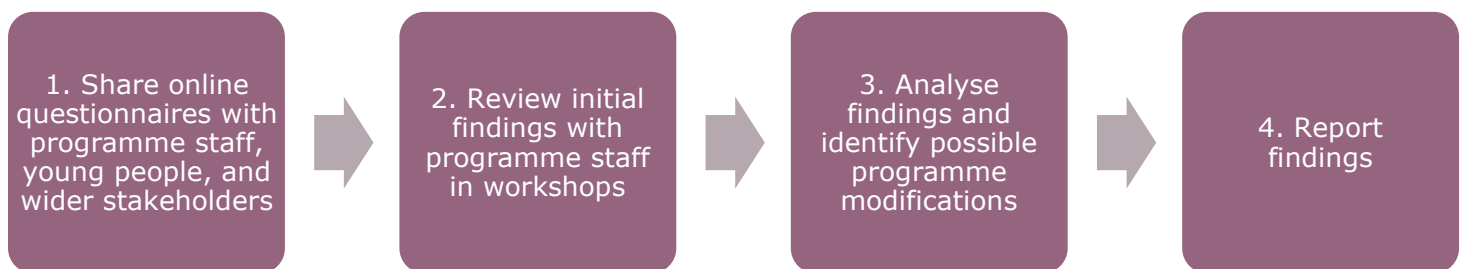 1. Share online
questionnaires with
programme staff,
young people, and
wider stakeholders
2. Review initial
findings with
programme staff
in workshops
3. Analyse
findings and
identify possible
programme
modifications
4. Report
findings